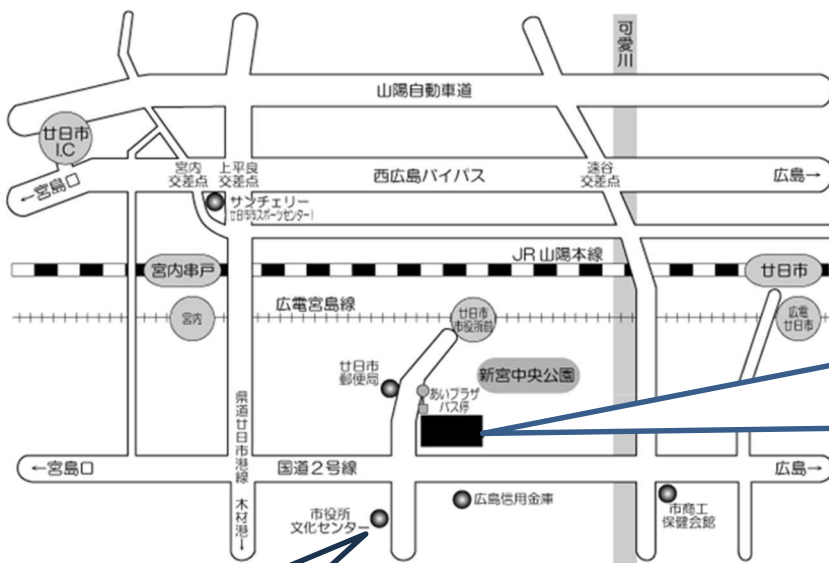 可愛川
山陽自動車道
廿日市
I.C
宮内
交差点
上平良
交差点
西広島バイパス
速谷
交差点
広島→
←宮島口
サンチェリー
JR山陽本線
宮内串戸
廿日市
宮内
広電宮島線
廿日市
市役所前
広電
廿日市
廿日市
郵便局
新宮中央公園
あいプラザ
バス停
県道廿日市港線
木材港→
←宮島口
国道2号線
広島→
市役所
文化センター
広島信用金庫
市商工
保健会館